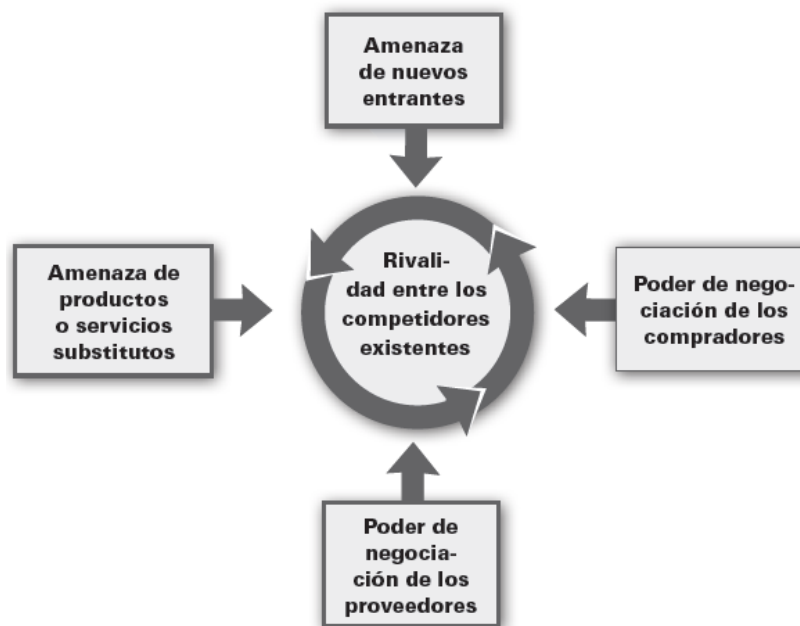 Amenaza
de nuevos
entrantes
Amenaza de
productos
o servicios
substitutos
Rivali-
dad entre los
competidores
existentes
Poder de nego-
ciación de los
compradores
Poder de
negocia-
ción de los
proveedores